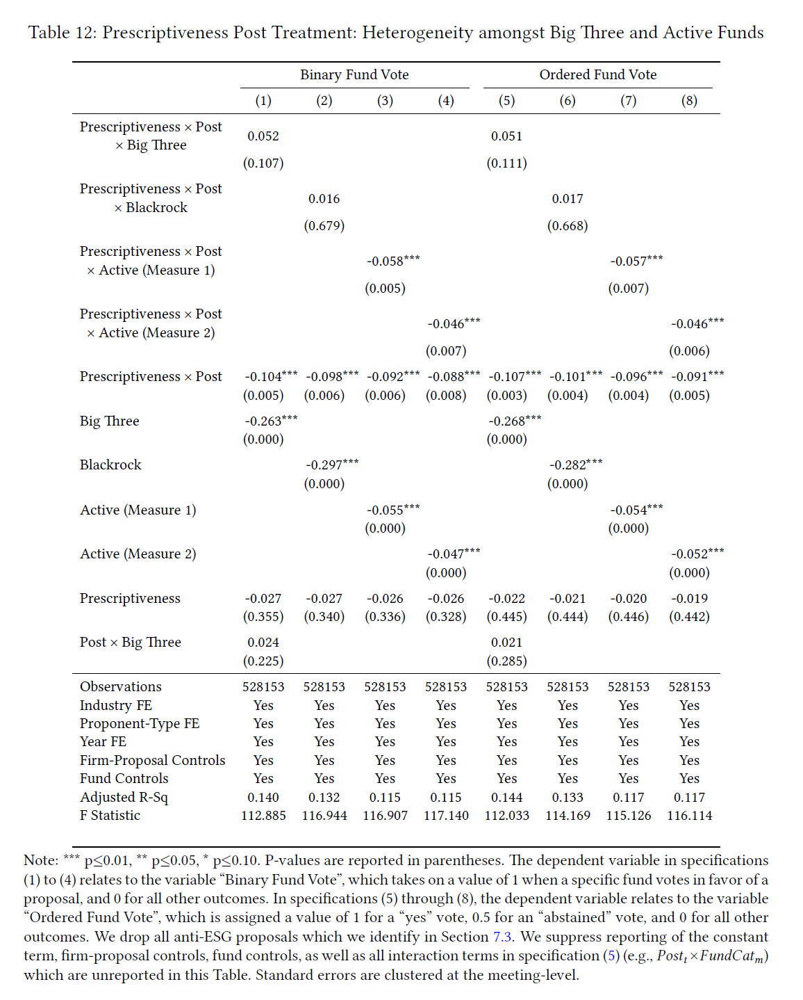 Table 12: Prescriptiveness Post Treatment: Heterogeneity amongst Big Three and Active Funds
Binary Fund Vote Ordered Fund Vote
(1) (2) (3) (4) (5) (6) (7) (8)
Prescriptiveness × Post
× Big Three 0.052 0.051
(0.107) (0.111)
Prescriptiveness × Post
× Blackrock 0.016 0.017
(0.679) (0.668)
Prescriptiveness × Post
× Active (Measure 1) -0.058*** -0.057***
(0.005) (0.007)
Prescriptiveness × Post
× Active (Measure 2) -0.046*** -0.046***
(0.007) (0.006)
Prescriptiveness × Post -0.104*** -0.098*** -0.092*** -0.088*** -0.107*** -0.101*** -0.096*** -0.091***
(0.005) (0.006) (0.006) (0.008) (0.003) (0.004) (0.004) (0.005)
Big Three -0.263*** -0.268***
(0.000) (0.000)
Blackrock -0.297*** -0.282***
(0.000) (0.000)
Active (Measure 1) -0.055*** -0.054***
(0.000) (0.000)
Active (Measure 2) -0.047*** -0.052***
(0.000) (0.000)
Prescriptiveness -0.027 -0.027 -0.026 -0.026 -0.022 -0.021 -0.020 -0.019
(0.355) (0.340) (0.336) (0.328) (0.445) (0.444) (0.446) (0.442)
Post × Big Three 0.024 0.021
(0.225) (0.285)
Observations 528153 528153 528153 528153 528153 528153 528153 528153
Industry FE Yes Yes Yes Yes Yes Yes Yes Yes
Proponent-Type FE Yes Yes Yes Yes Yes Yes Yes Yes
Year FE Yes Yes Yes Yes Yes Yes Yes Yes
Firm-Proposal Controls Yes Yes Yes Yes Yes Yes Yes Yes
Fund Controls Yes Yes Yes Yes Yes Yes Yes Yes
Adjusted R-Sq 0.140 0.132 0.115 0.115 0.144 0.133 0.117 0.117
F Statistic 112.885 116.944 116.907 117.140 112.033 114.169 115.126 116.114
Note: *** p≤0.01, ** p≤0.05, * p≤0.10. P-values are reported in parentheses. The dependent variable in specifications
(1) to (4) relates to the variable “Binary Fund Vote”, which takes on a value of 1 when a specific fund votes in favor of a
proposal, and 0 for all other outcomes. In specifications (5) through (8), the dependent variable relates to the variable
“Ordered Fund Vote”, which is assigned a value of 1 for a “yes” vote, 0.5 for an “abstained” vote, and 0 for all other
outcomes. We drop all anti-ESG proposals which we identify in Section 7.3. We suppress reporting of the constant
term, firm-proposal controls, fund controls, as well as all interaction terms in specification (5) (e.g., Postₜ×FundCatₘ)
which are unreported in this Table. Standard errors are clustered at the meeting-level.